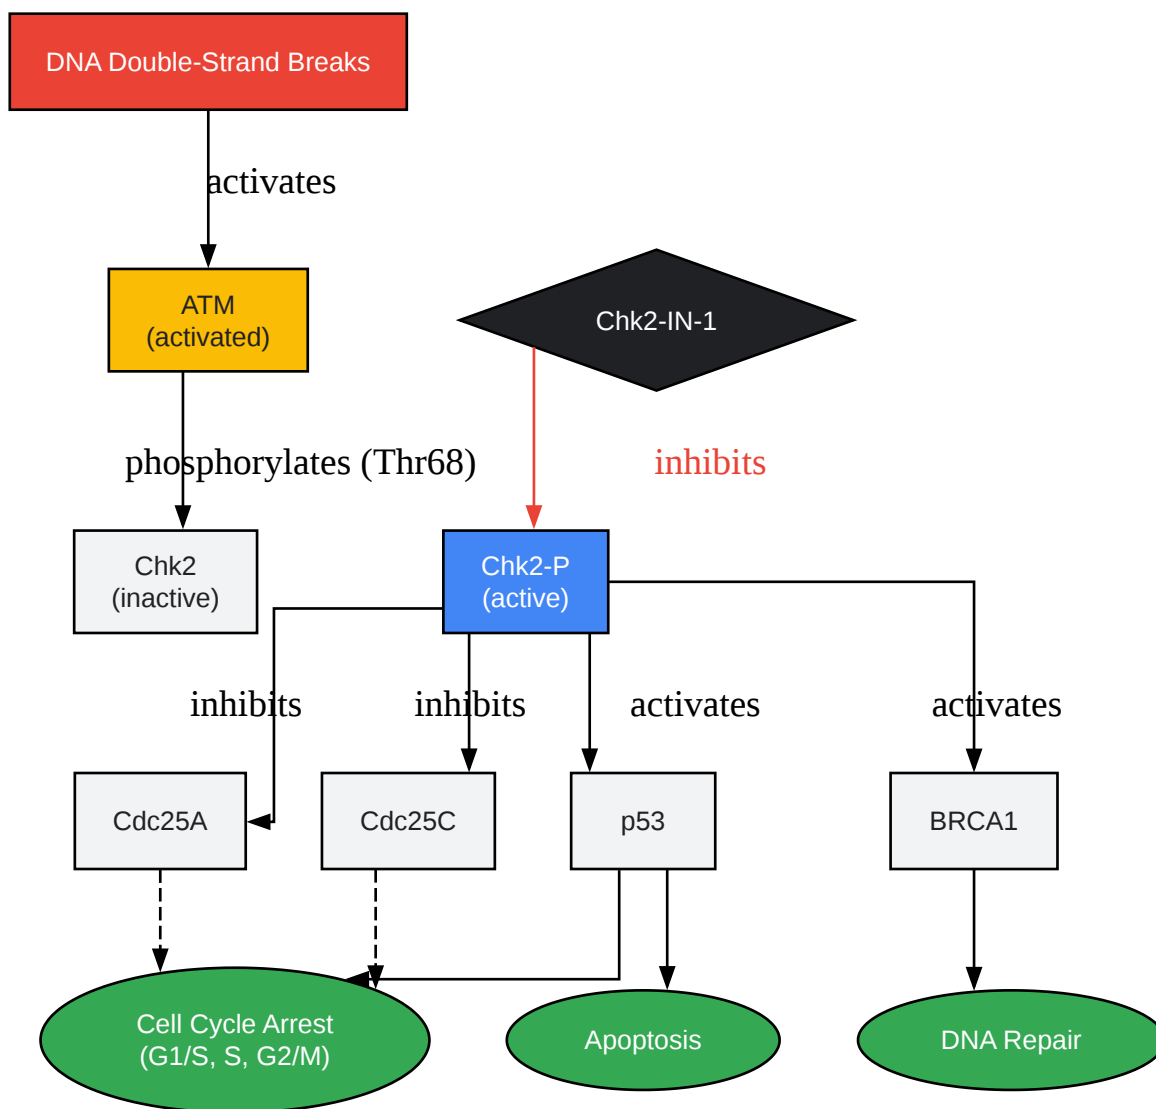 DNA Double-Strand Breaks
activates
ATM
(activated)
Chk2-IN-1
phosphorylates (Thr68)
inhibits
Chk2
(inactive)
Chk2-P
(active)
inhibits
inhibits
activates
activates
Cdc25A
Cdc25C
p53
BRCA1
Cell Cycle Arrest
(G1/S, S, G2/M)
Apoptosis
DNA Repair